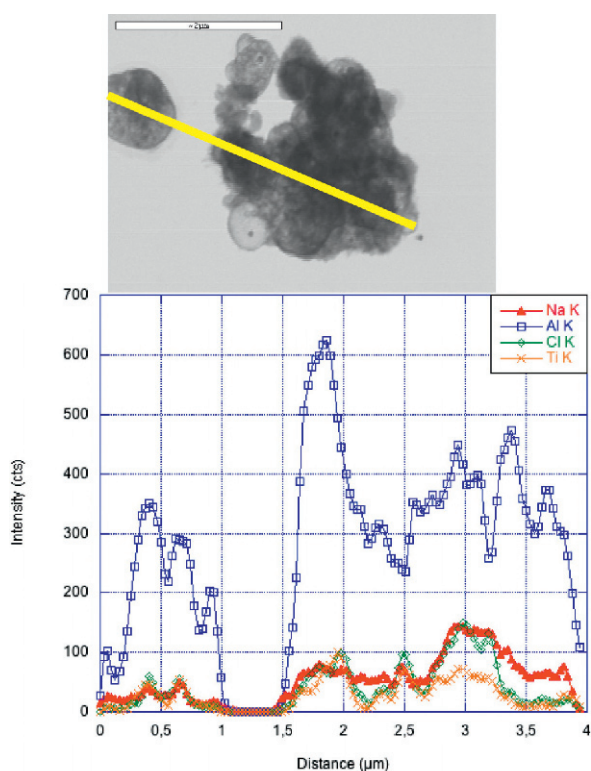 ~2µm
700
600
500
400
300
200
100
0
Intensity (cts)
Na K
Al K
Cl K
Ti K
0 0,5 1 1,5 2 2,5 3 3,5 4
Distance (µm)